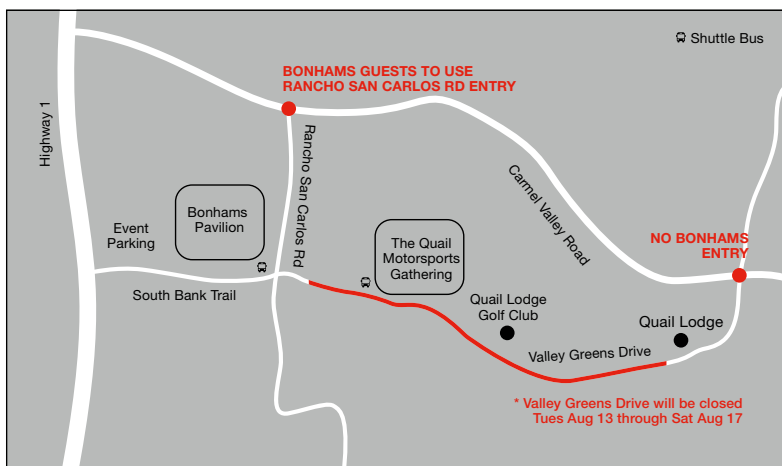 Shuttle Bus
BONHAMS GUESTS TO USE
RANCHO SAN CARLOS RD ENTRY
Highway 1
Rancho San Carlos Rd
Carmel Valley Road
Bonhams
Pavilion
Event
Parking
The Quail
Motorsports
Gathering
NO BONHAMS
ENTRY
South Bank Trail
Quail Lodge
Golf Club
Quail Lodge
Valley Greens Drive
* Valley Greens Drive will be closed
Tues Aug 13 through Sat Aug 17